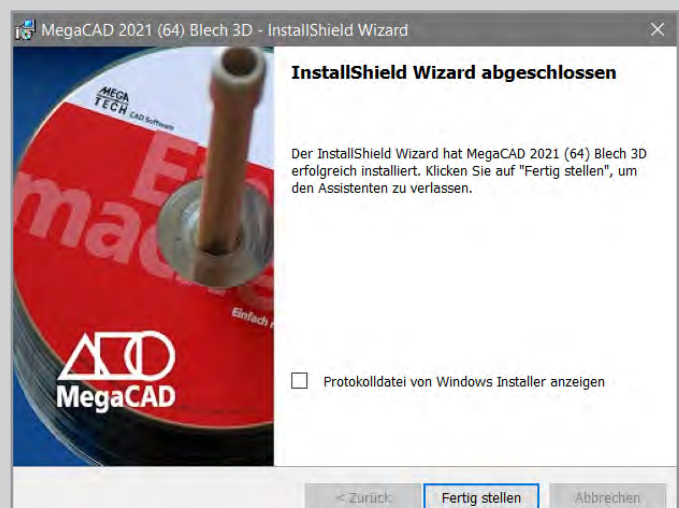 MegaCAD 2021 (64) Blech 3D - InstallShield Wizard
MEGA
TECH CAD Software
Einfach
MegaCAD
InstallShield Wizard abgeschlossen
Der InstallShield Wizard hat MegaCAD 2021 (64) Blech 3D
erfolgreich installiert. Klicken Sie auf "Fertig stellen", um
den Assistenten zu verlassen.
Protokolldatei von Windows Installer anzeigen
< Zurück
Fertig stellen
Abbrechen